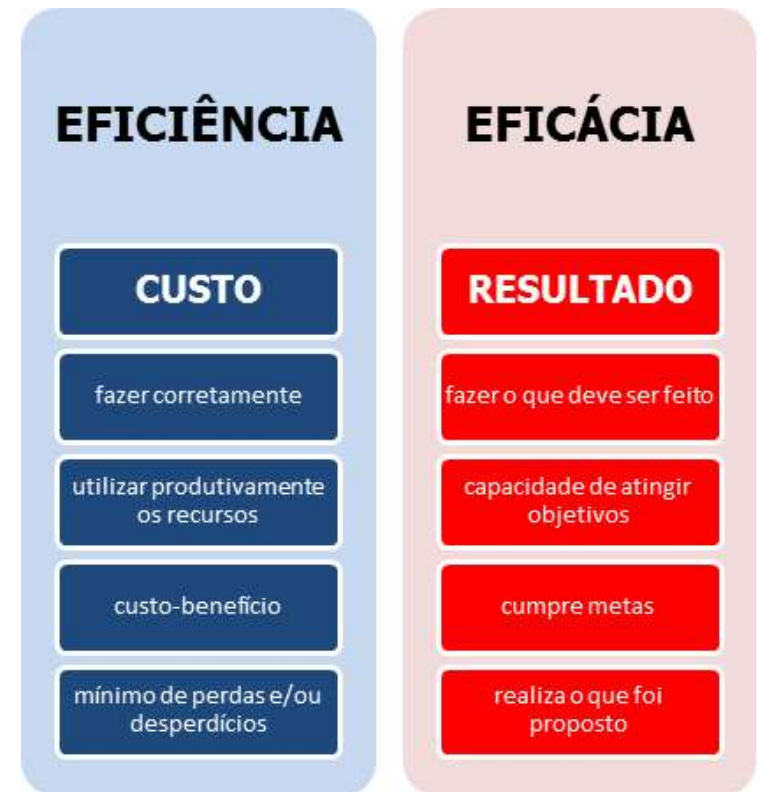 EFICIÊNCIA
CUSTO
fazer corretamente
utilizar produtivamente
os recursos
custo-benefício
mínimo de perdas e/ou
desperdícios
EFICÁCIA
RESULTADO
fazer o que deve ser feito
capacidade de atingir
objetivos
cumpre metas
realiza o que foi
proposto